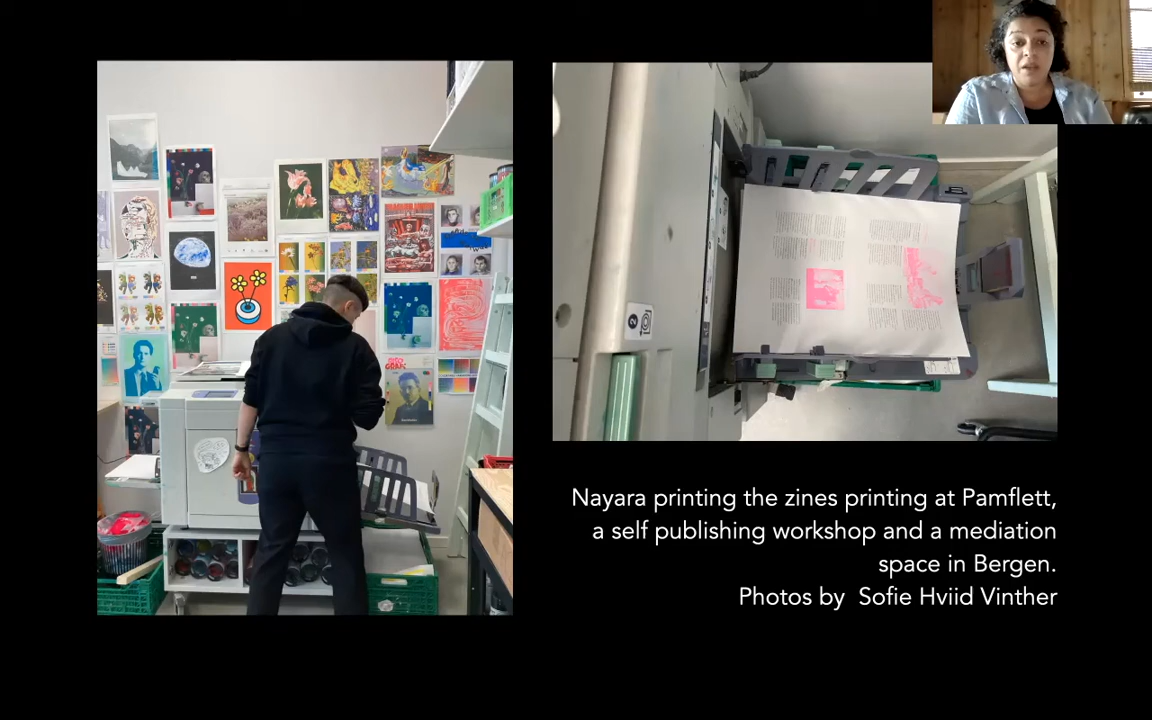 Nayara printing the zines printing at Pamflett,
a self publishing workshop and a mediation
space in Bergen.
Photos by  Sofie Hviid Vinther